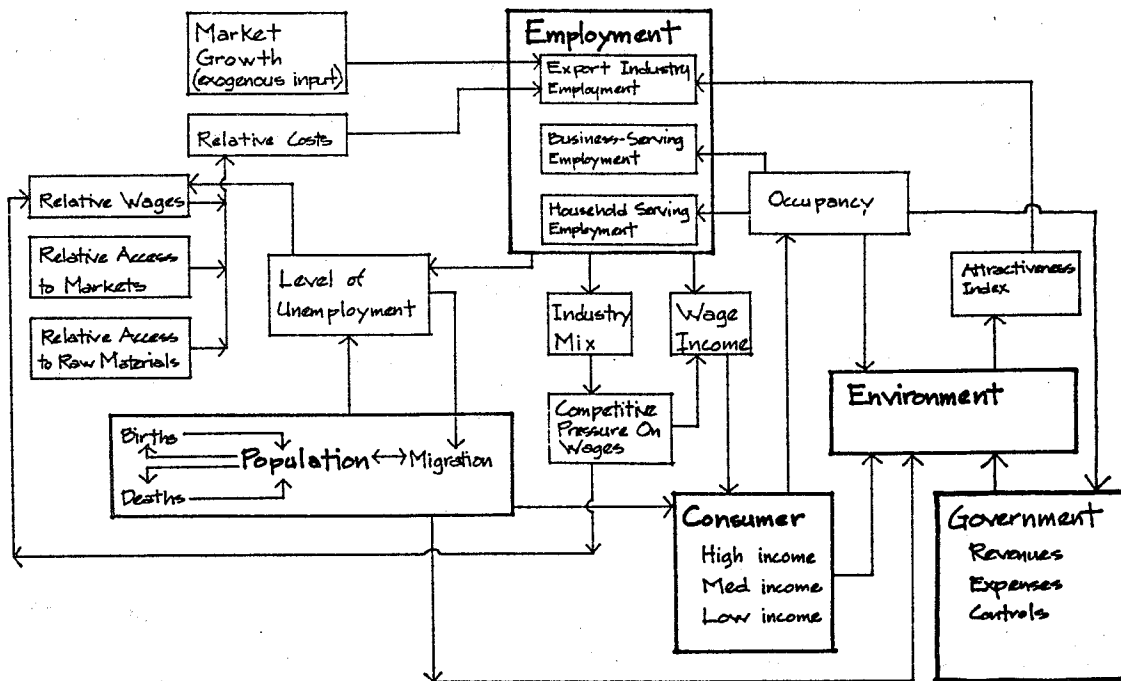 Market
Growth
(exogenous input)
Employment
Export Industry
Employment
Relative Costs
Business-Serving
Employment
Relative Wages
Household Serving
Employment
Occupancy
Relative Access
to Markets
Level of
Unemployment
Attractiveness
Index
Industry
Mix
Wage
Income
Relative Access
to Raw Materials
Environment
Competitive
Pressure On
Wages
Births
Population
Migration
Deaths
Consumer
High income
Med income
Low income
Government
Revenues
Expenses
Controls